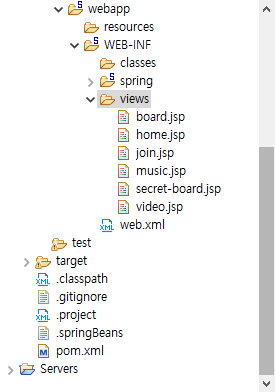 webapp
resources
WEB-INF
classes
spring
views
board.jsp
home.jsp
join.jsp
music.jsp
secret-board.jsp
video.jsp
web.xml
test
target
.classpath
.gitignore
.project
.springBeans
pom.xml
Servers